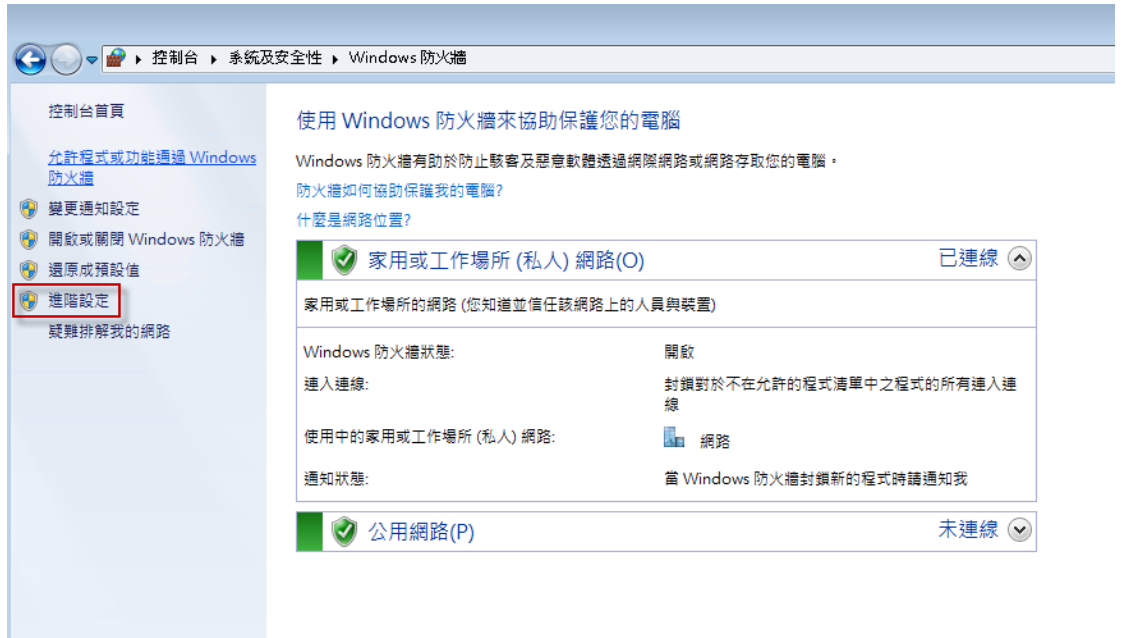 控制台 ▸ 系統及安全性 ▸ Windows 防火牆
控制台首頁
允許程式或功能通過 Windows
防火牆
變更通知設定
開啟或關閉 Windows 防火牆
還原成預設值
進階設定
疑難排解我的網路
使用 Windows 防火牆來協助保護您的電腦
Windows 防火牆有助於防止駭客及惡意軟體透過網際網路或網路存取您的電腦。
防火牆如何協助保護我的電腦?
什麼是網路位置?
家用或工作場所 (私人) 網路(O) 已連線
家用或工作場所的網路 (您知道並信任該網路上的人員與裝置)
Windows 防火牆狀態: 開啟
連入連線: 封鎖對於不在允許的程式清單中之程式的所有連入連
線
使用中的家用或工作場所 (私人) 網路: 網路
通知狀態: 當 Windows 防火牆封鎖新的程式時請通知我
公用網路(P) 未連線